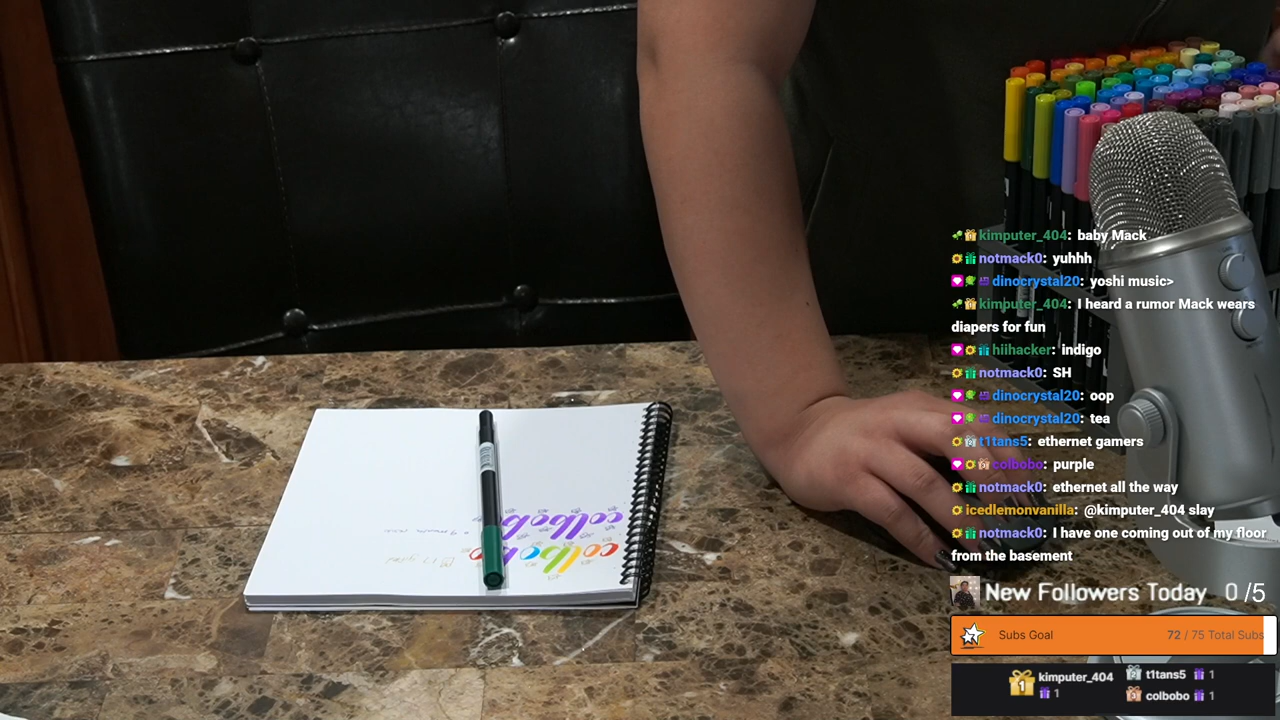 kimputer_404: baby Mack
notmack0: yuhhh
dinocrystal20: yoshi music>
kimputer_404: I heard a rumor Mack wears
diapers for fun
hiihacker: indigo
notmack0: SH
dinocrystal20: oop
dinocrystal20: tea
t1tans5: ethernet gamers
colbobo: purple
notmack0: ethernet all the way
icedlemonvanilla: @kimputer_404 slay
notmack0: I have one coming out of my floor
from the basement
New Followers Today 0 /5
Subs Goal 72 / 75 Total Subs
1 kimputer_404 1
t1tans5 1
colbobo 1
colbob
colbo